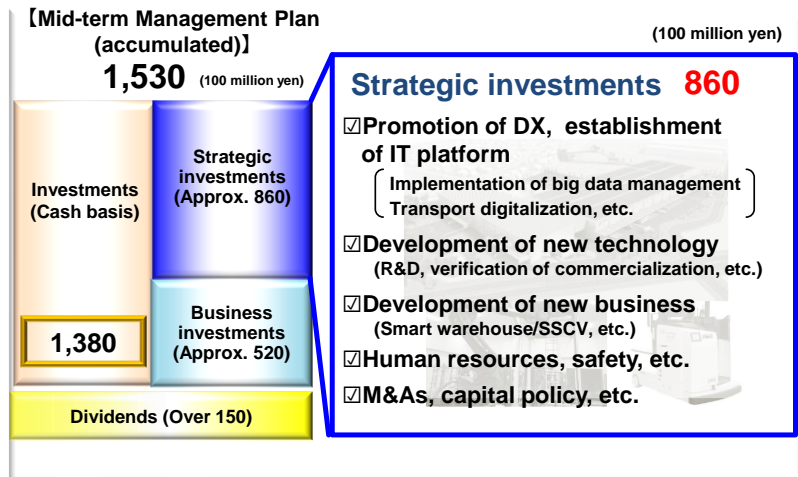 【Mid-term Management Plan
(accumulated)】
1,530 (100 million yen)
Investments
(Cash basis)
1,380
Strategic
investments
(Approx. 860)
Business
investments
(Approx. 520)
Dividends (Over 150)
(100 million yen)
Strategic investments 860
☑Promotion of DX, establishment
of IT platform
Implementation of big data management
Transport digitalization, etc.
☑Development of new technology
(R&D, verification of commercialization, etc.)
☑Development of new business
(Smart warehouse/SSCV, etc.)
☑Human resources, safety, etc.
☑M&As, capital policy, etc.